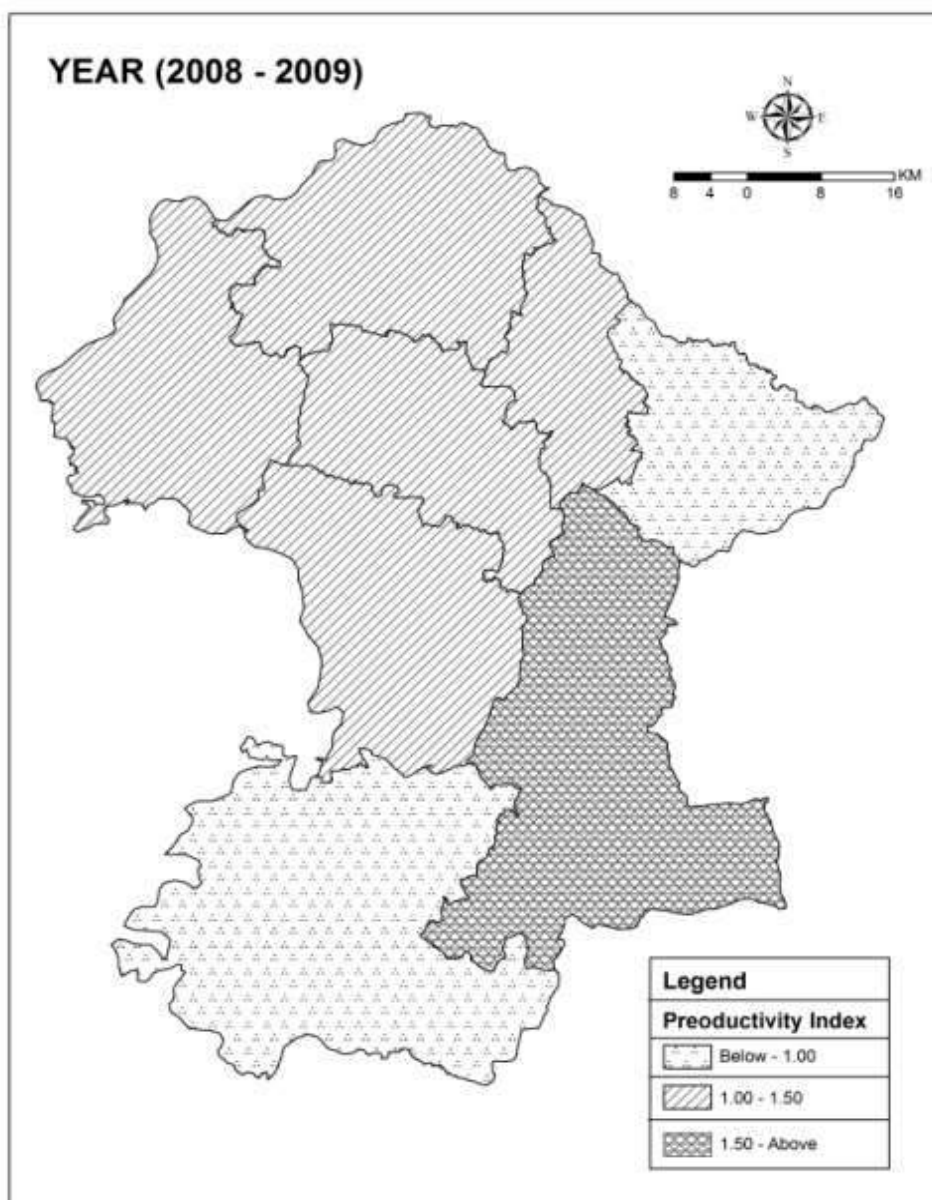 YEAR (2008 - 2009)
N
W E
S
KM
8 4 0 8 16
Legend
Preoductivity Index
Below - 1.00
1.00 - 1.50
1.50 - Above